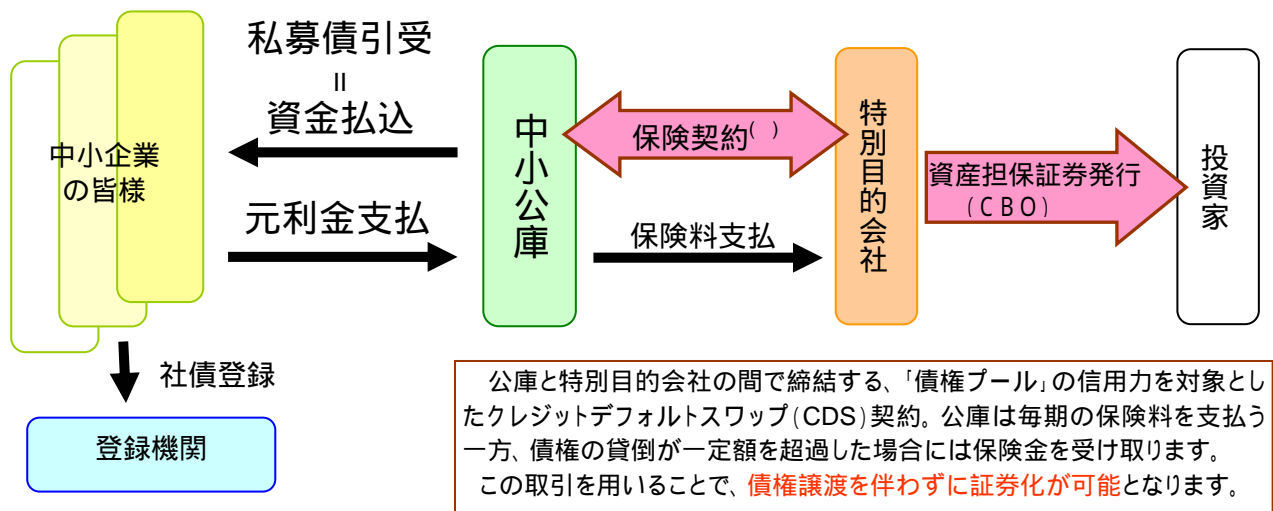 私募債引受
=
資金払込
中小企業
の皆様
元利金支払
社債登録
登録機関
中小公庫
保険契約( )
保険料支払
特別目的会社
資産担保証券発行
(CBO)
投資家
公庫と特別目的会社の間で締結する、「債権プール」の信用力を対象とし
たクレジットデフォルトスワップ(CDS)契約。公庫は毎期の保険料を支払う
一方、債権の貸倒が一定額を超過した場合には保険金を受け取ります。
この取引を用いることで、債権譲渡を伴わずに証券化が可能となります。